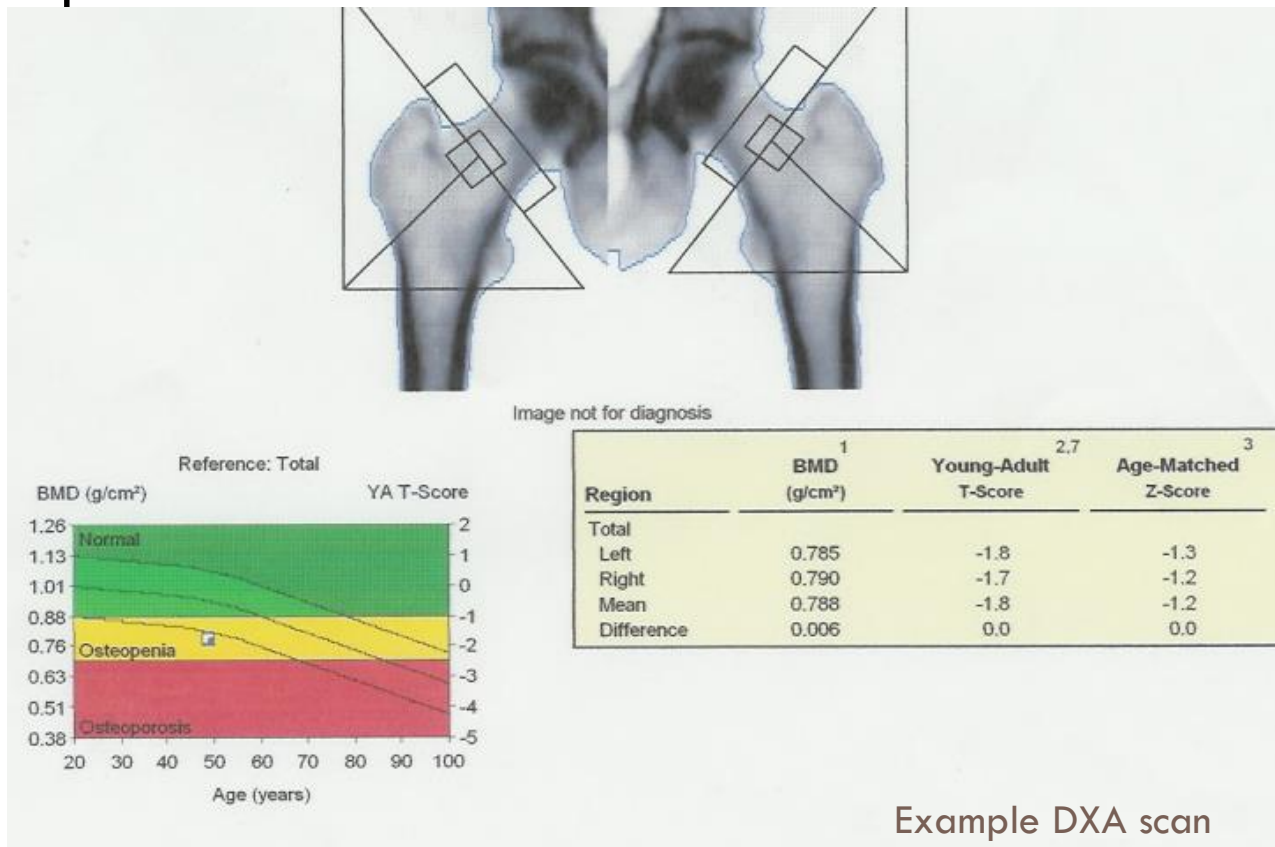 Image not for diagnosis
Reference: Total
BMD (g/cm²) YA T-Score
1.26 Normal 2
1.13 1
1.01 0
0.88 -1
0.76 Osteopenia -2
0.63 -3
0.51 -4
0.38 Osteoporosis -5
20 30 40 50 60 70 80 90 100
Age (years)
Region BMD 1 (g/cm²) Young-Adult 2,7 T-Score Age-Matched 3 Z-Score
Total
Left 0.785 -1.8 -1.3
Right 0.790 -1.7 -1.2
Mean 0.788 -1.8 -1.2
Difference 0.006 0.0 0.0
Example DXA scan